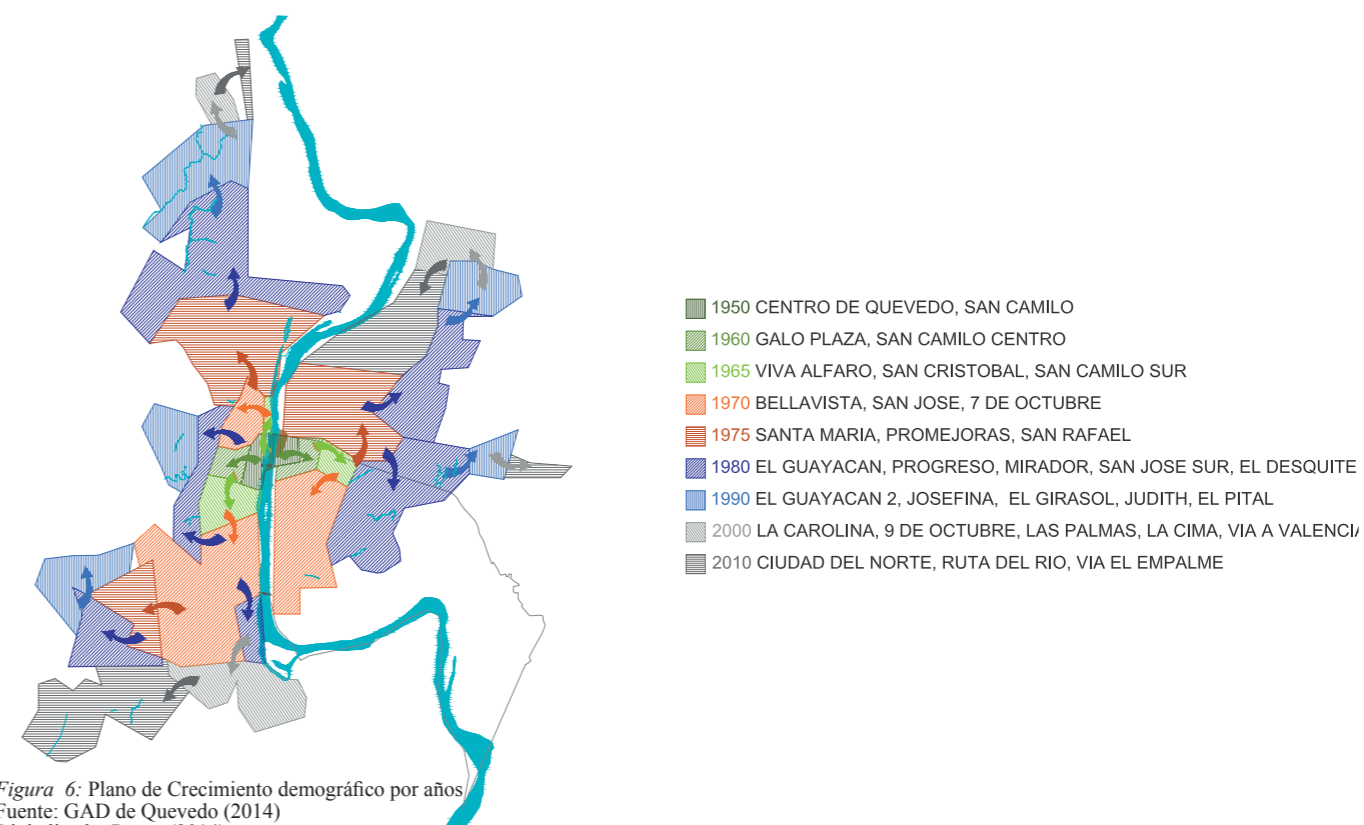 1950 CENTRO DE QUEVEDO, SAN CAMILO
1960 GALO PLAZA, SAN CAMILO CENTRO
1965 VIVA ALFARO, SAN CRISTOBAL, SAN CAMILO SUR
1970 BELLAVISTA, SAN JOSE, 7 DE OCTUBRE
1975 SANTA MARIA, PROMEJORAS, SAN RAFAEL
1980 EL GUAYACAN, PROGRESO, MIRADOR, SAN JOSE SUR, EL DESQUITE
1990 EL GUAYACAN 2, JOSEFINA, EL GIRASOL, JUDITH, EL PITAL
2000 LA CAROLINA, 9 DE OCTUBRE, LAS PALMAS, LA CIMA, VIA A VALENCIA
2010 CIUDAD DEL NORTE, RUTA DEL RIO, VIA EL EMPALME
Figura 6: Plano de Crecimiento demográfico por años
Fuente: GAD de Quevedo (2014)